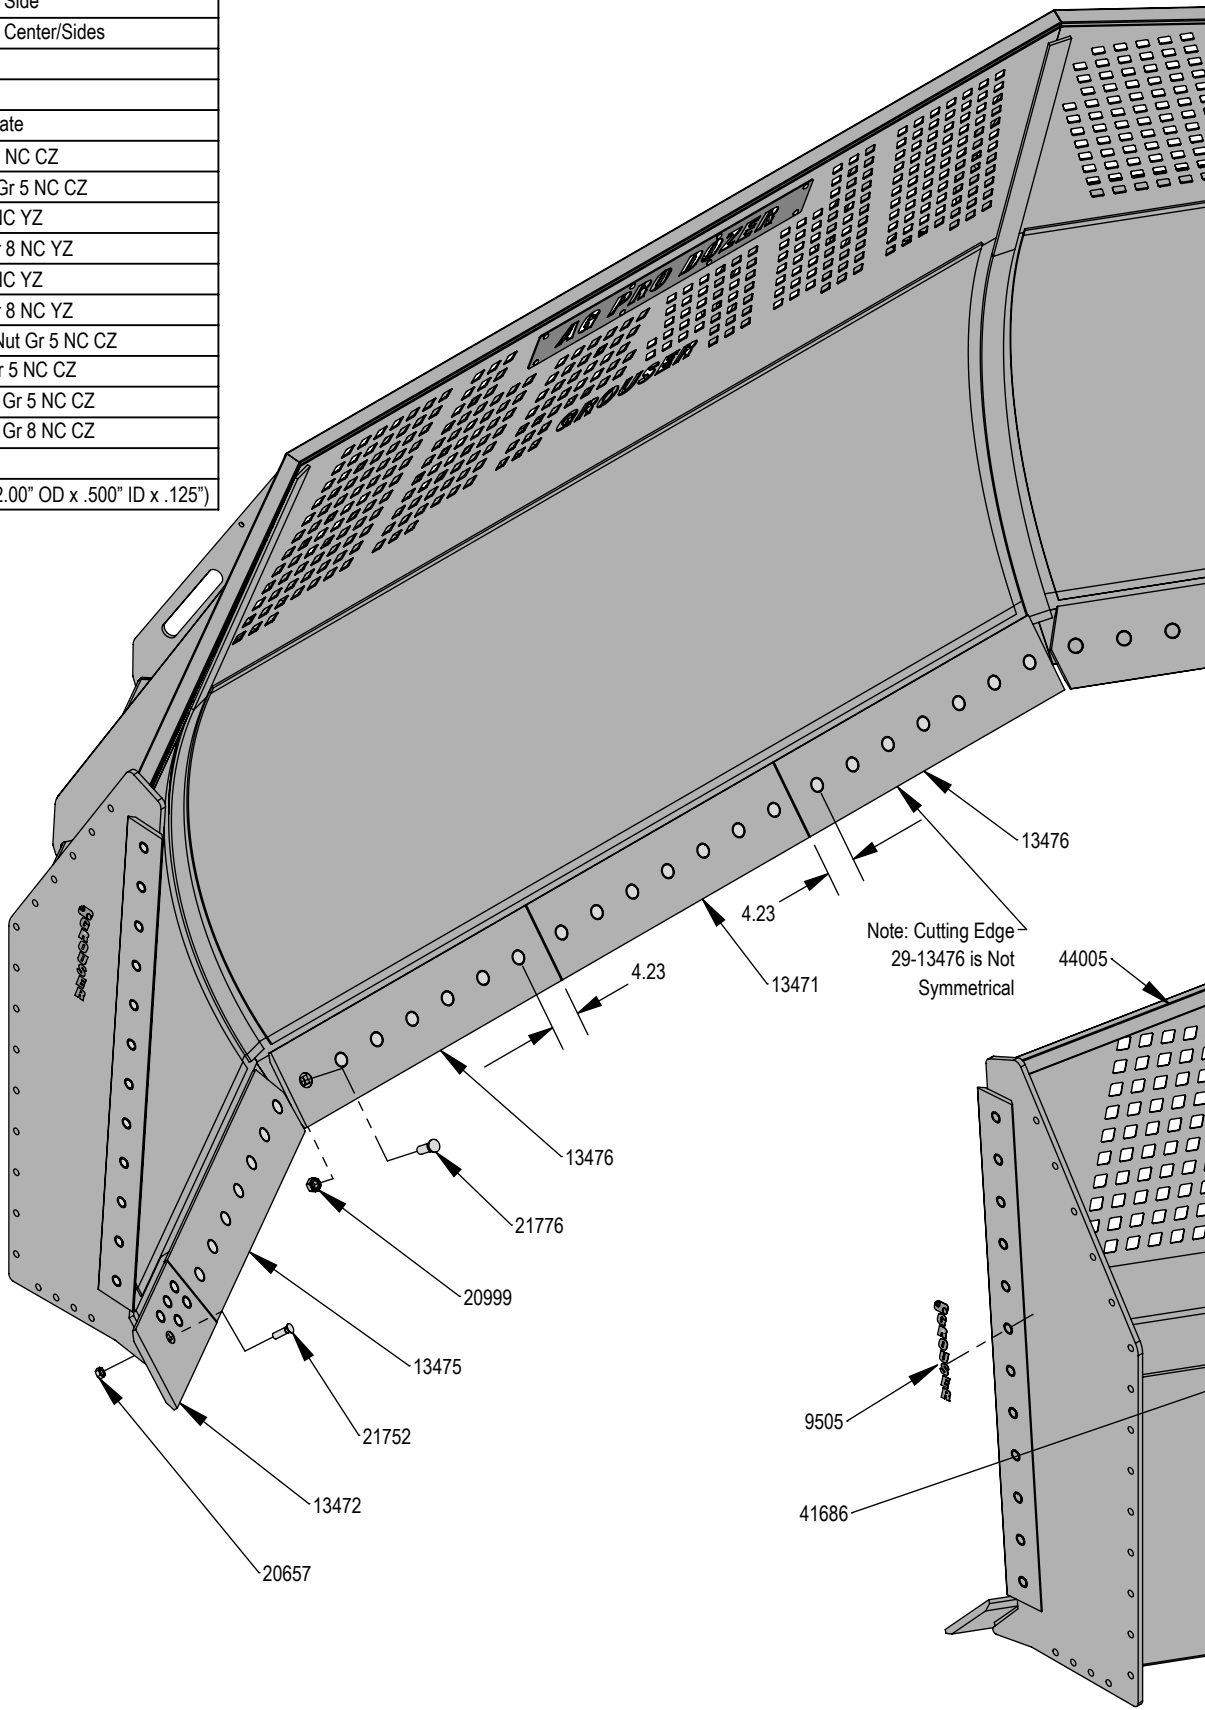 Side
Center/Sides
ate
NC CZ
Gr 5 NC CZ
NC YZ
8 NC YZ
NC YZ
8 NC YZ
Nut Gr 5 NC CZ
5 NC CZ
Gr 5 NC CZ
Gr 8 NC CZ
2.00” OD x .500” ID x .125”)
AG PRO DOZER
GROUSER
GROUSER
13476
4.23
Note: Cutting Edge
29-13476 is Not
Symmetrical
44005
4.23
13471
13476
21776
20999
13475
21752
13472
20657
GROUSER
9505
41686